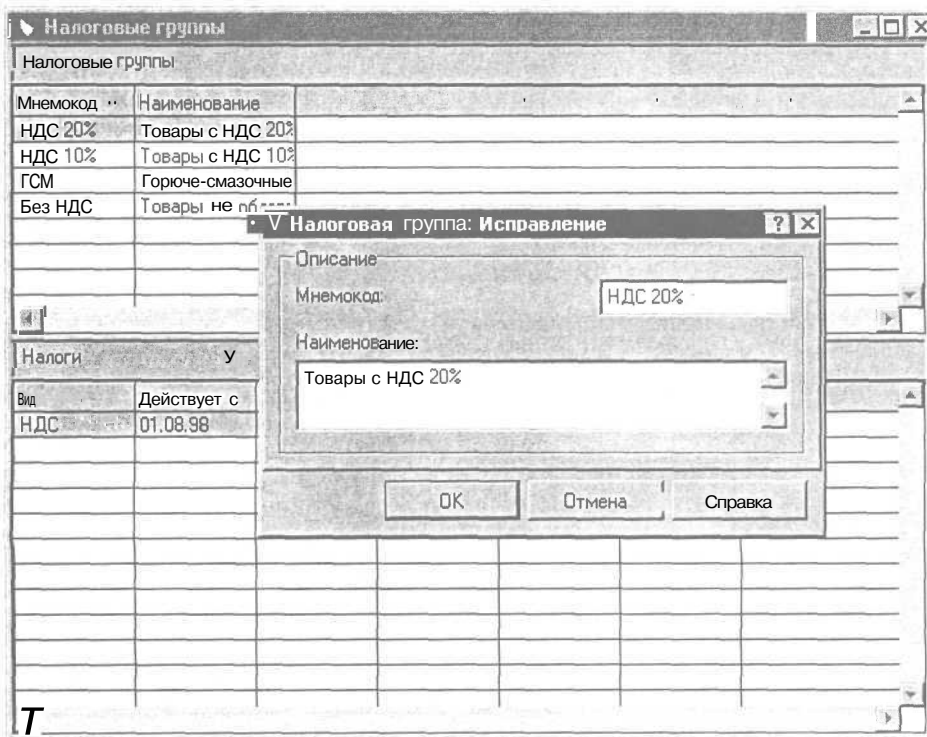 Налоговые группы
Налоговые группы
Мнемокод Наименование
НДС 20% Товары с НДС 20%
НДС 10% Товары с НДС 10%
ГСМ Горюче-смазочные
Без НДС Товары не
Налоговая группа: Исправление
Описание
Мнемокод: НДС 20%
Наименование:
Товары с НДС 20%
OK Отмена Справка
Налоги У
Вид Действует с
НДС 01.08.98
T